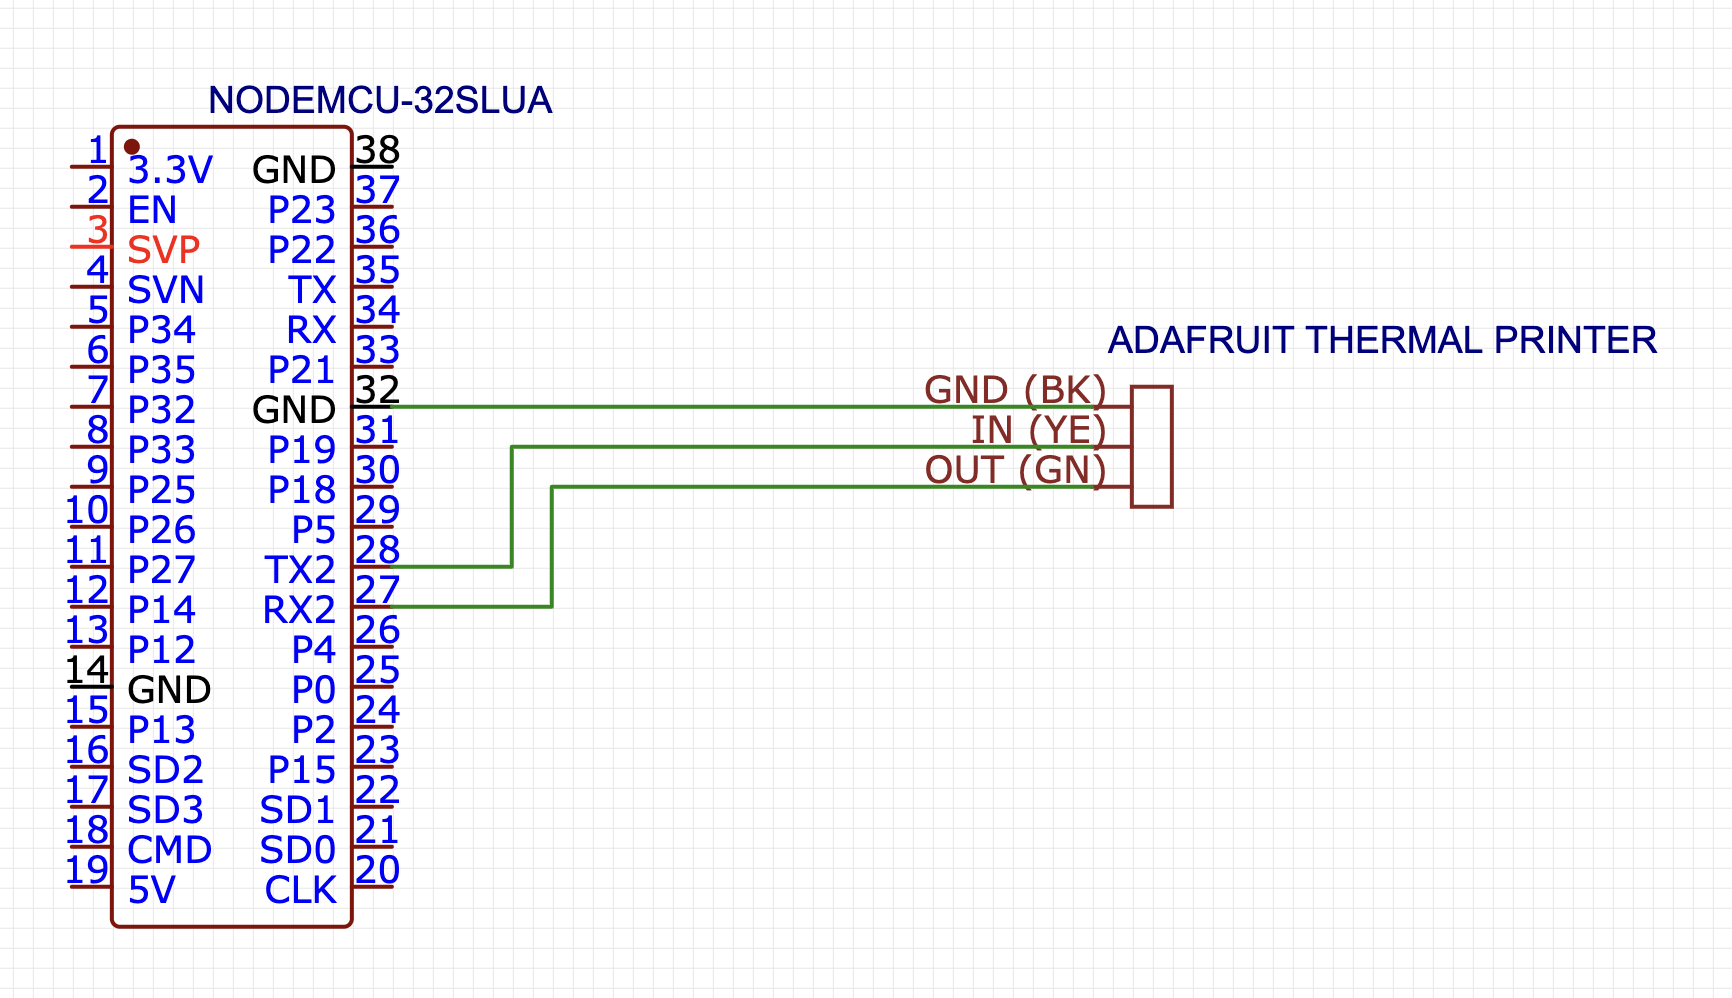 NODEMCU-32SLUA
1 3.3V GND 38
2 EN P23 37
3 SVP P22 36
4 SVN TX 35
5 P34 RX 34
6 P35 P21 33
7 P32 GND 32
8 P33 P19 31
9 P25 P18 30
10 P26 P5 29
11 P27 TX2 28
12 P14 RX2 27
13 P12 P4 26
14 GND P0 25
15 P13 P2 24
16 SD2 P15 23
17 SD3 SD1 22
18 CMD SD0 21
19 5V CLK 20
ADAFRUIT THERMAL PRINTER
GND (BK)
IN (YE)
OUT (GN)